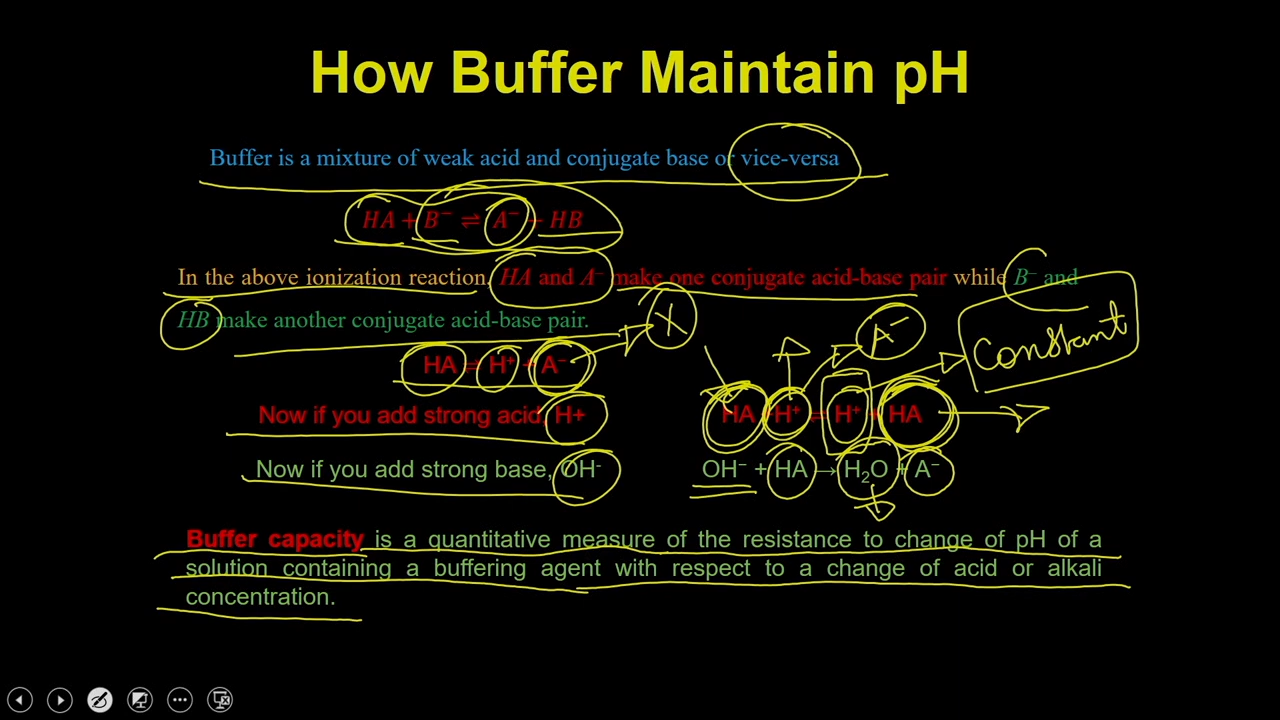 How Buffer Maintain pH
Buffer is a mixture of weak acid and conjugate base or vice-versa
HA + B⁻ ⇌ A⁻ + HB
In the above ionization reaction, HA and A⁻ make one conjugate acid-base pair while B⁻ and
HB make another conjugate acid-base pair.
X
A⁻
Constant
HA ⇌ H⁺ + A⁻
Now if you add strong acid, H+
HA + H⁺ ⇌ H⁺ + HA
Now if you add strong base, OH⁻
OH⁻ + HA → H₂O + A⁻
Buffer capacity is a quantitative measure of the resistance to change of pH of a
solution containing a buffering agent with respect to a change of acid or alkali
concentration.